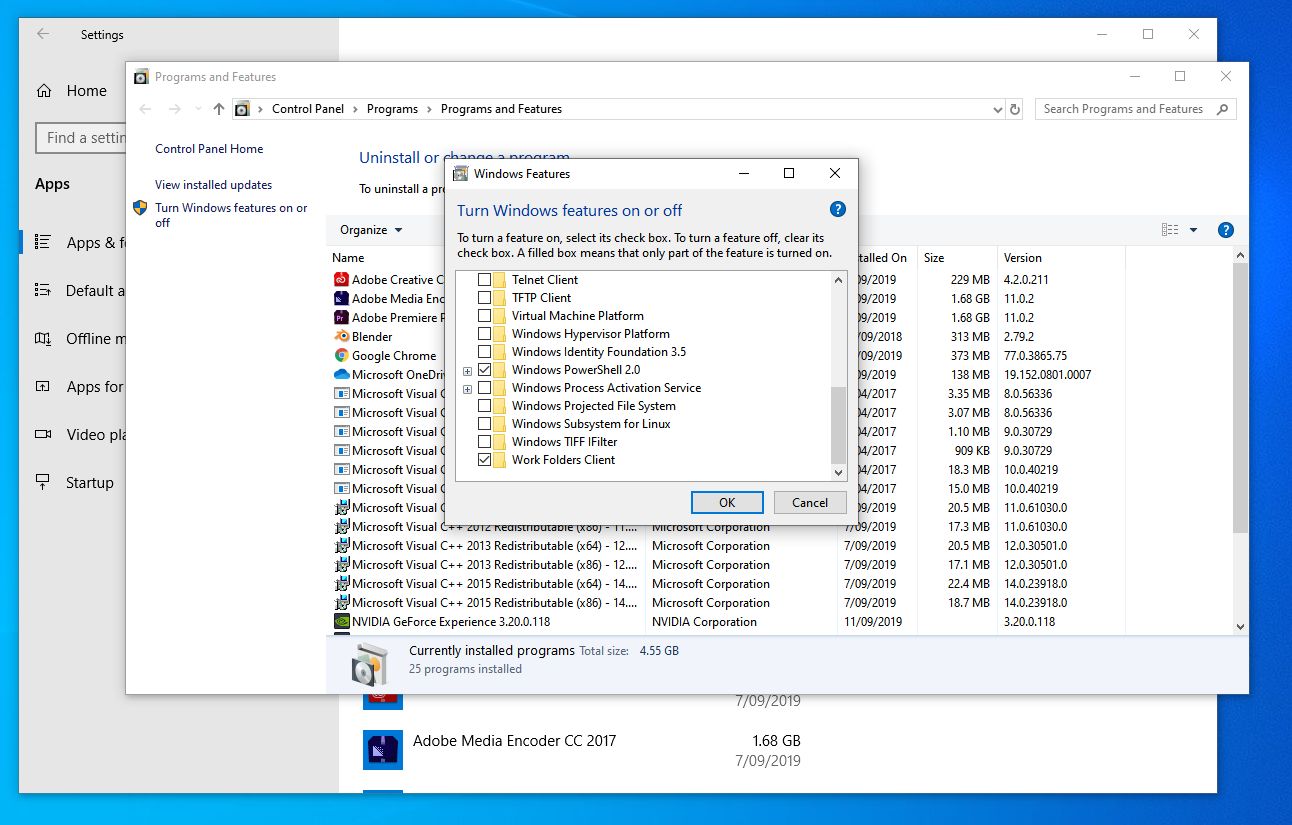 Settings
Home
Find a settin
Apps
Apps & f
Default a
Offline m
Apps for
Video pla
Startup
Programs and Features
Control Panel > Programs > Programs and Features
Search Programs and Features
Control Panel Home
View installed updates
Turn Windows features on or
off
Uninstall or change a program
To uninstall a pr
Organize
Name
talled On Size Version
Adobe Creative C /09/2019 229 MB 4.2.0.211
Adobe Media Enc /09/2019 1.68 GB 11.0.2
Adobe Premiere P /09/2019 1.68 GB 11.0.2
Blender /09/2018 313 MB 2.79.2
Google Chrome /09/2019 373 MB 77.0.3865.75
Microsoft OneDriv /09/2019 138 MB 19.152.0801.0007
Microsoft Visual C 04/2017 3.35 MB 8.0.56336
Microsoft Visual C 04/2017 3.07 MB 8.0.56336
Microsoft Visual C 04/2017 1.10 MB 9.0.30729
Microsoft Visual C 04/2017 909 KB 9.0.30729
Microsoft Visual C 04/2017 18.3 MB 10.0.40219
Microsoft Visual C 04/2017 15.0 MB 10.0.40219
Microsoft Visual C /09/2019 20.5 MB 11.0.61030.0
Microsoft Visual C++ 2012 Redistributable (x86) - 11.... Microsoft Corporation 7/09/2019 17.3 MB 11.0.61030.0
Microsoft Visual C++ 2013 Redistributable (x64) - 12.... Microsoft Corporation 7/09/2019 20.5 MB 12.0.30501.0
Microsoft Visual C++ 2013 Redistributable (x86) - 12.... Microsoft Corporation 7/09/2019 17.1 MB 12.0.30501.0
Microsoft Visual C++ 2015 Redistributable (x64) - 14.... Microsoft Corporation 7/09/2019 22.4 MB 14.0.23918.0
Microsoft Visual C++ 2015 Redistributable (x86) - 14.... Microsoft Corporation 7/09/2019 18.7 MB 14.0.23918.0
NVIDIA GeForce Experience 3.20.0.118 NVIDIA Corporation 11/09/2019 3.20.0.118
Currently installed programs Total size: 4.55 GB
25 programs installed
Windows Features
Turn Windows features on or off
To turn a feature on, select its check box. To turn a feature off, clear its
check box. A filled box means that only part of the feature is turned on.
Telnet Client
TFTP Client
Virtual Machine Platform
Windows Hypervisor Platform
Windows Identity Foundation 3.5
Windows PowerShell 2.0
Windows Process Activation Service
Windows Projected File System
Windows Subsystem for Linux
Windows TIFF IFilter
Work Folders Client
OK Cancel
7/09/2019
Adobe Media Encoder CC 2017 1.68 GB
7/09/2019